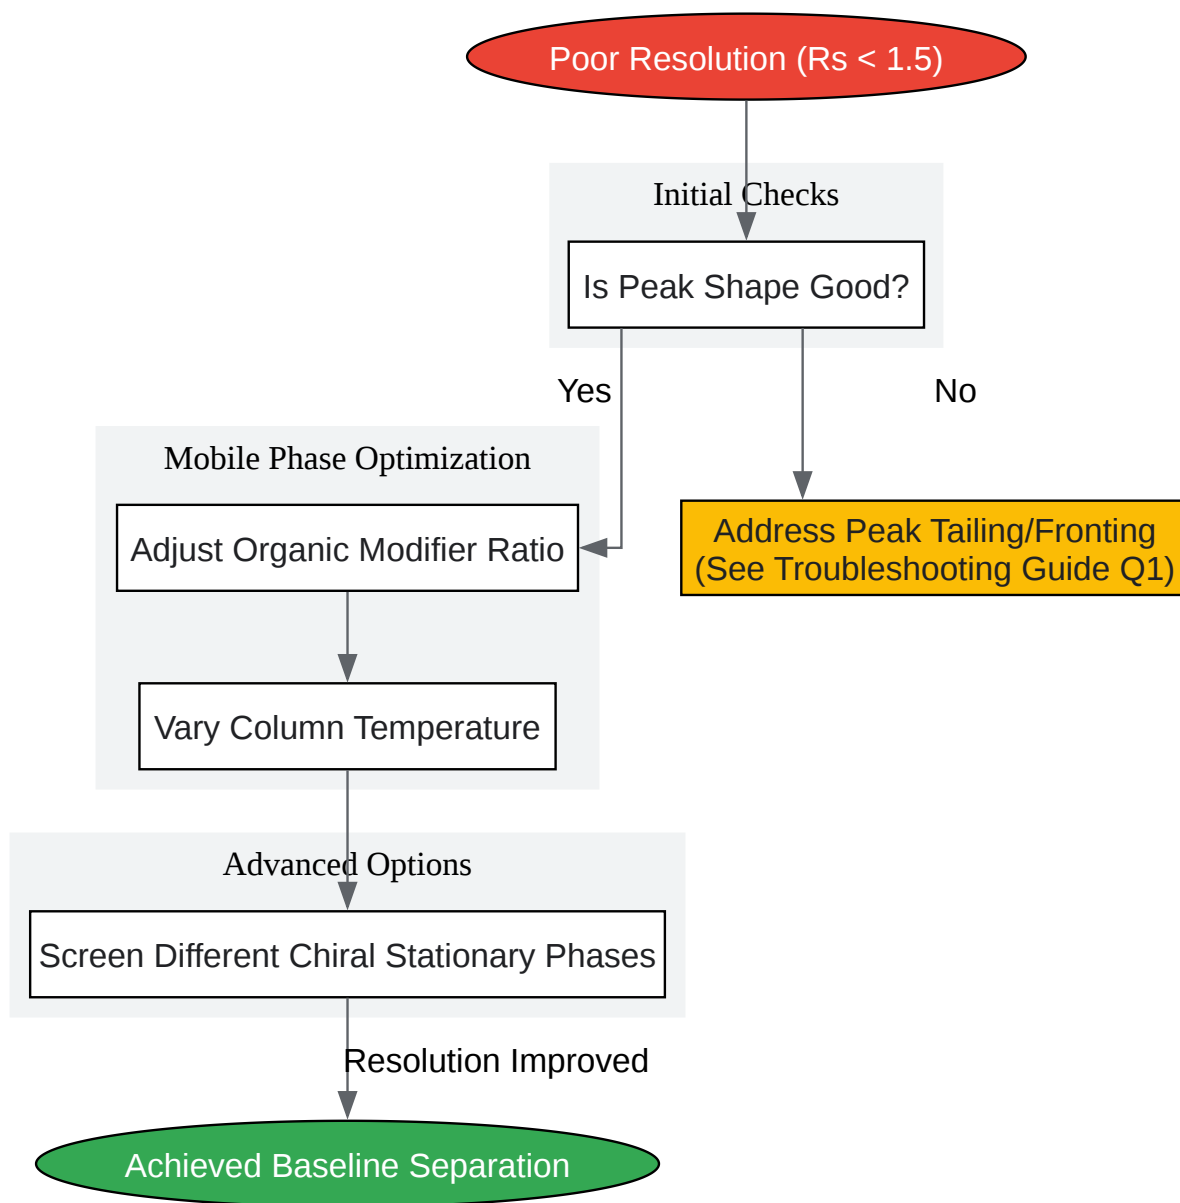 Poor Resolution (Rs < 1.5)
Initial Checks
Is Peak Shape Good?
Yes
No
Mobile Phase Optimization
Adjust Organic Modifier Ratio
Address Peak Tailing/Fronting
(See Troubleshooting Guide Q1)
Vary Column Temperature
Advanced Options
Screen Different Chiral Stationary Phases
Resolution Improved
Achieved Baseline Separation